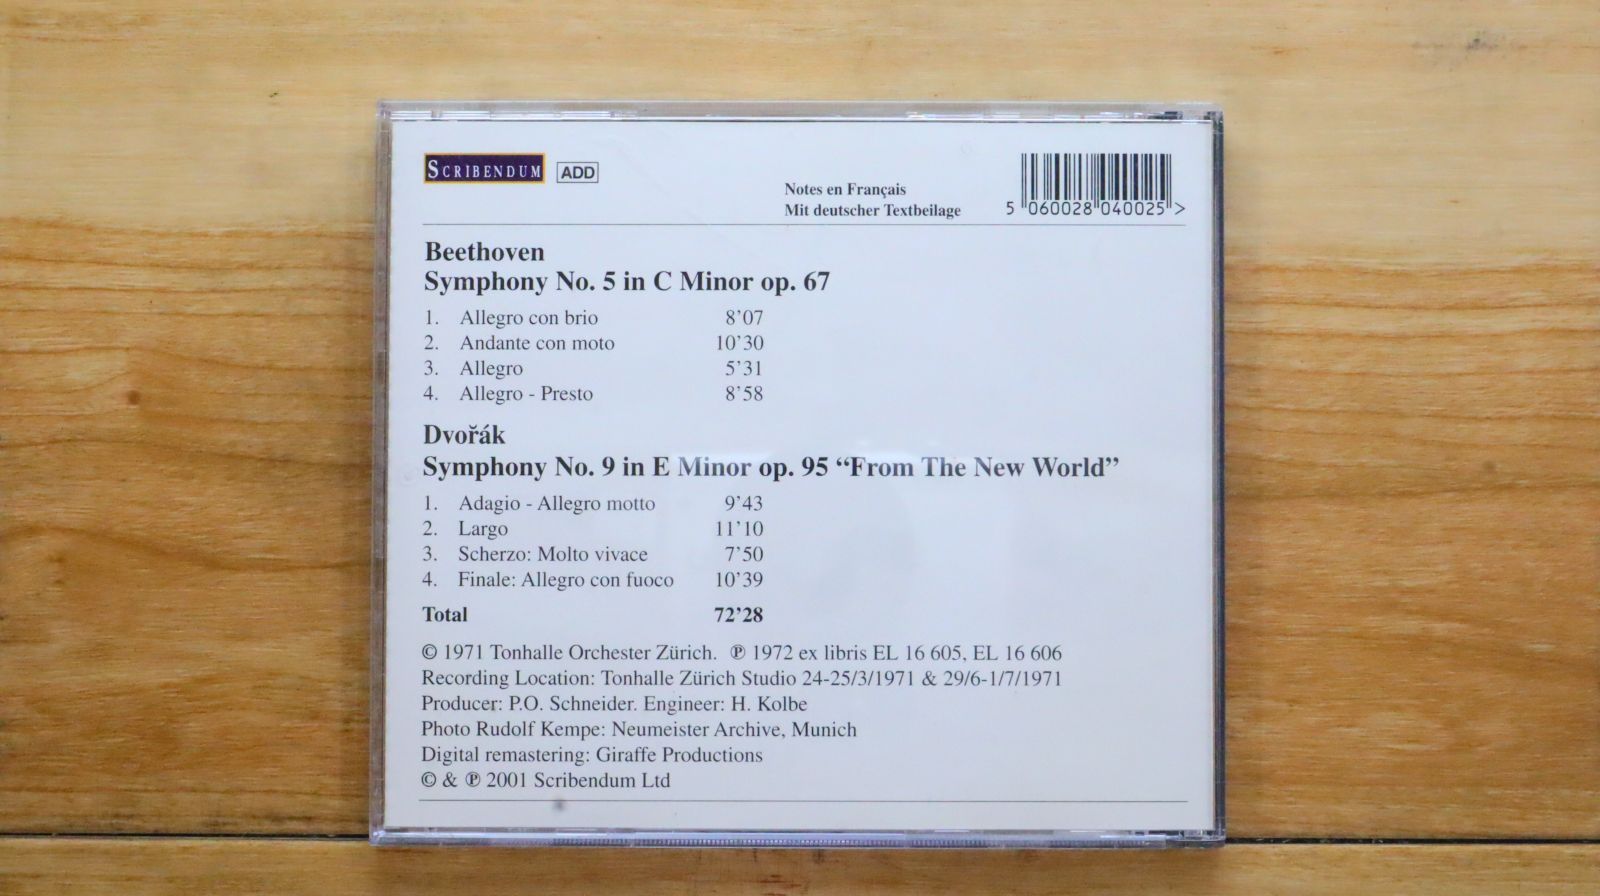 SCRIBENDUM ADD
Notes en Français
Mit deutscher Textbeilage
5 060028 040025 >
Beethoven
Symphony No. 5 in C Minor op. 67
1. Allegro con brio 8’07
2. Andante con moto 10’30
3. Allegro 5’31
4. Allegro - Presto 8’58
Dvořák
Symphony No. 9 in E Minor op. 95 “From The New World”
1. Adagio - Allegro motto 9’43
2. Largo 11’10
3. Scherzo: Molto vivace 7’50
4. Finale: Allegro con fuoco 10’39
Total 72’28
© 1971 Tonhalle Orchester Zürich. ℗ 1972 ex libris EL 16 605, EL 16 606
Recording Location: Tonhalle Zürich Studio 24-25/3/1971 & 29/6-1/7/1971
Producer: P.O. Schneider. Engineer: H. Kolbe
Photo Rudolf Kempe: Neumeister Archive, Munich
Digital remastering: Giraffe Productions
© & ℗ 2001 Scribendum Ltd